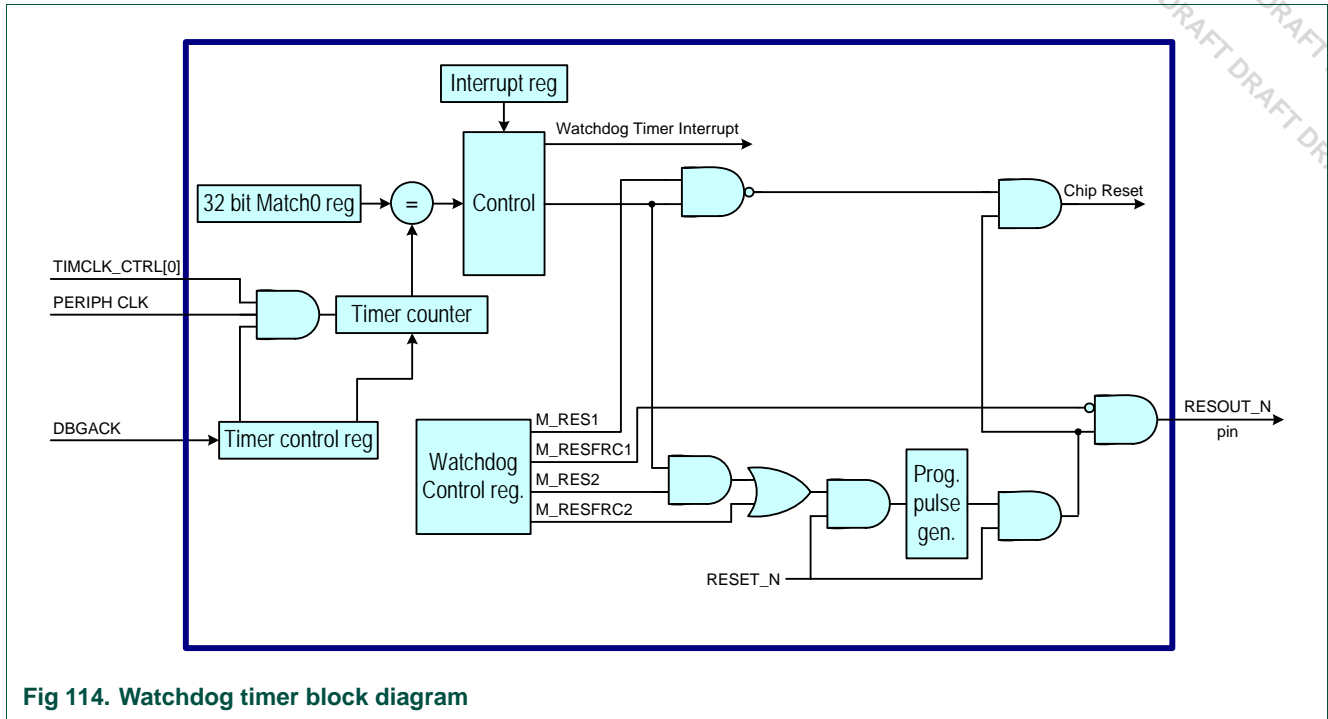 DRAFT
DRAFT DRAFT
DRAFT DRA
Interrupt reg
Watchdog Timer Interrupt
32 bit Match0 reg
=
Control
Chip Reset
TIMCLK_CTRL[0]
PERIPH CLK
Timer counter
DBGACK
Timer control reg
Watchdog
Control reg.
M_RES1
M_RESFRC1
M_RES2
M_RESFRC2
Prog.
pulse
gen.
RESET_N
RESOUT_N
pin
Fig 114. Watchdog timer block diagram